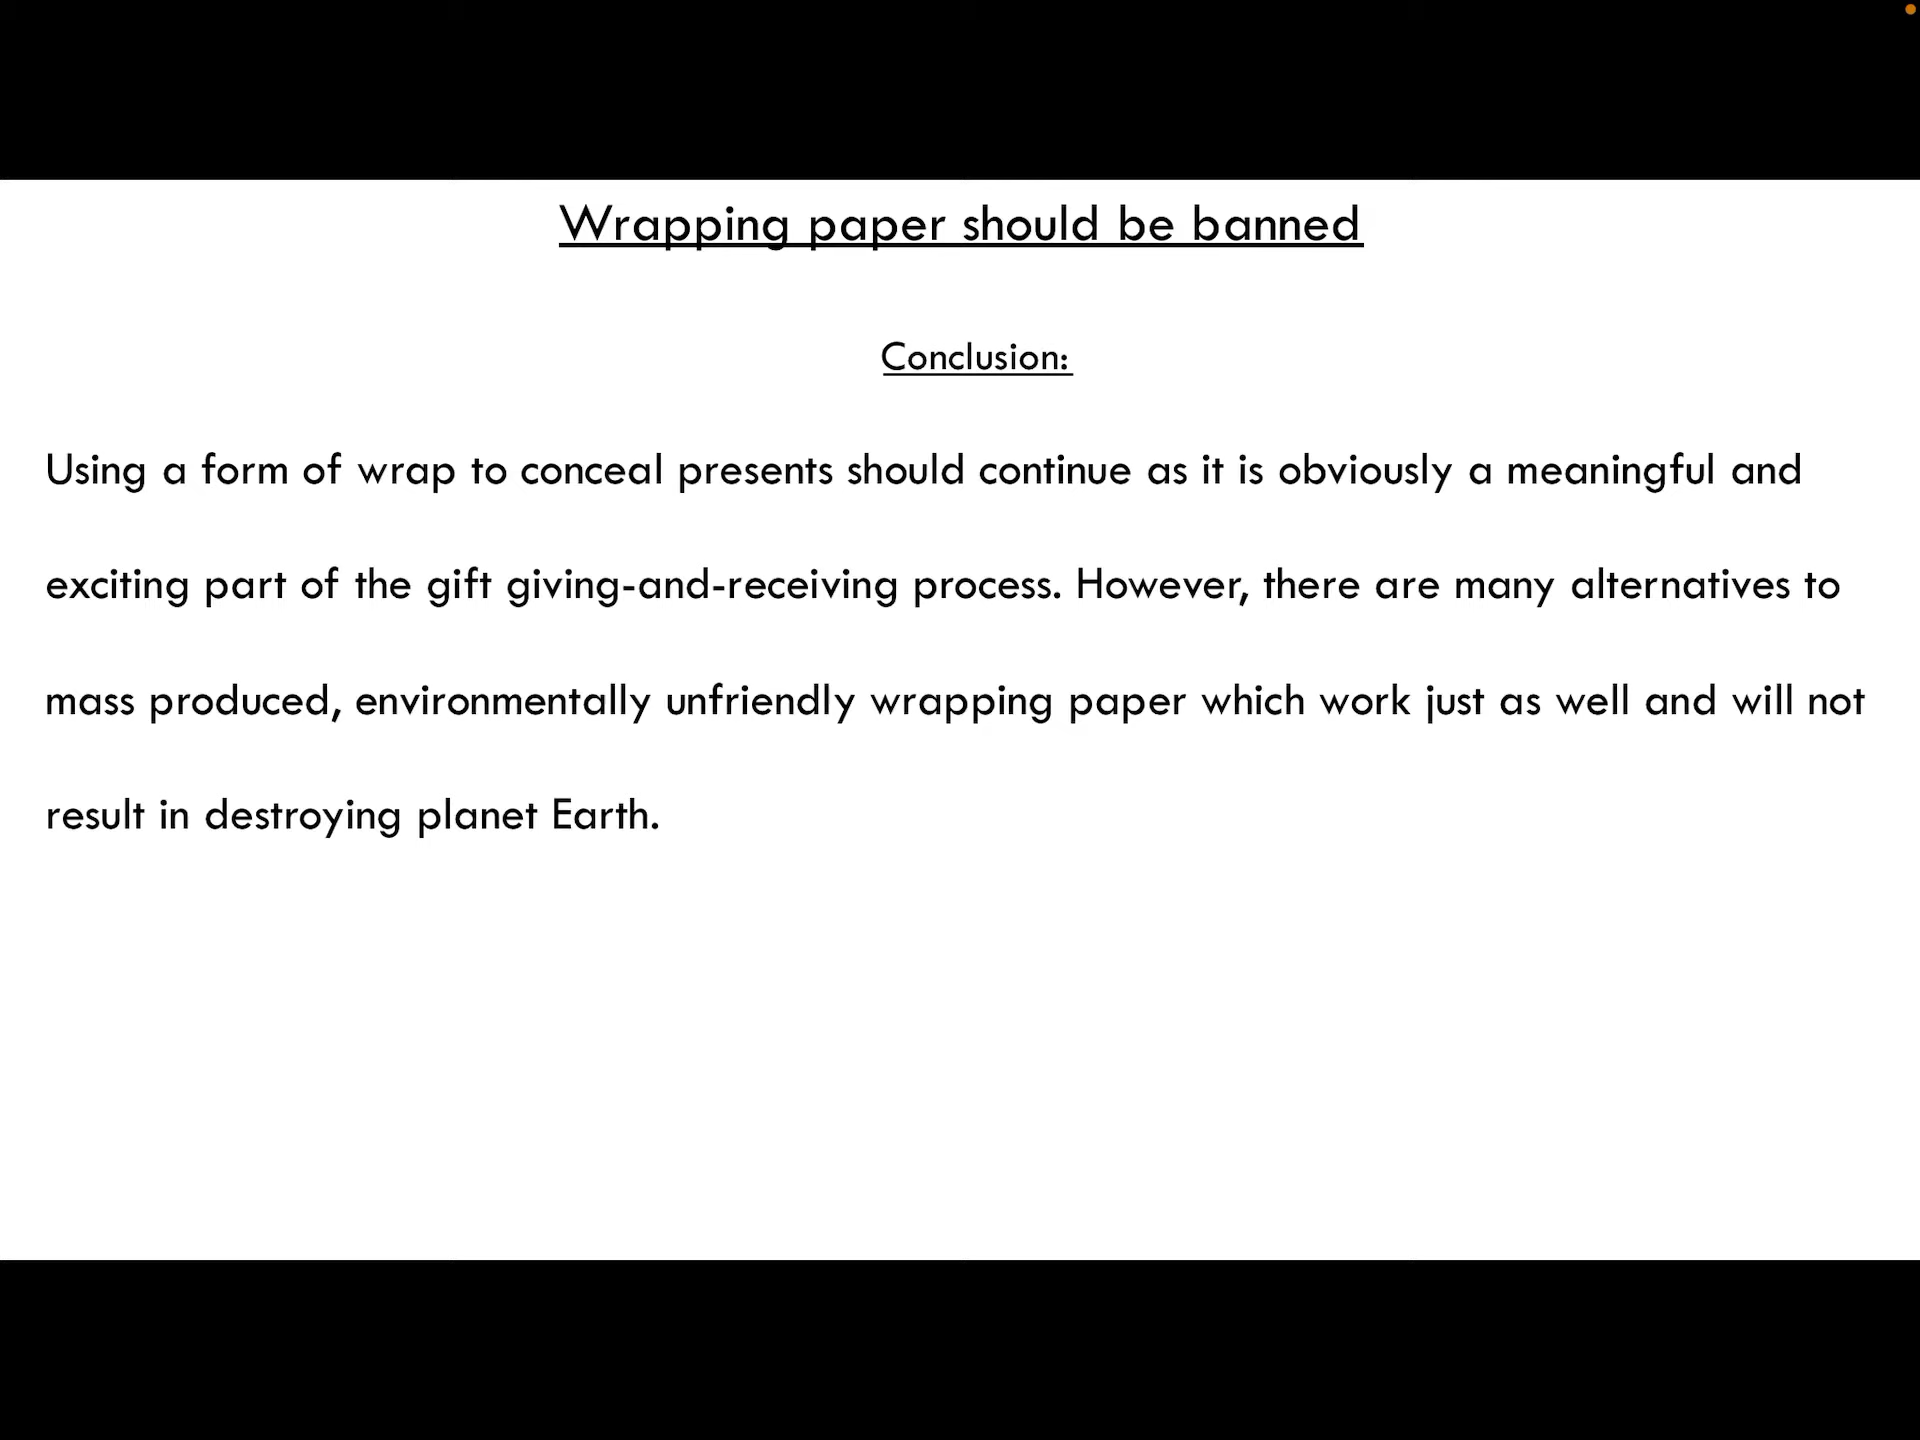 Wrapping paper should be banned
Conclusion:
Using a form of wrap to conceal presents should continue as it is obviously a meaningful and
exciting part of the gift giving-and-receiving process. However, there are many alternatives to
mass produced, environmentally unfriendly wrapping paper which work just as well and will not
result in destroying planet Earth.